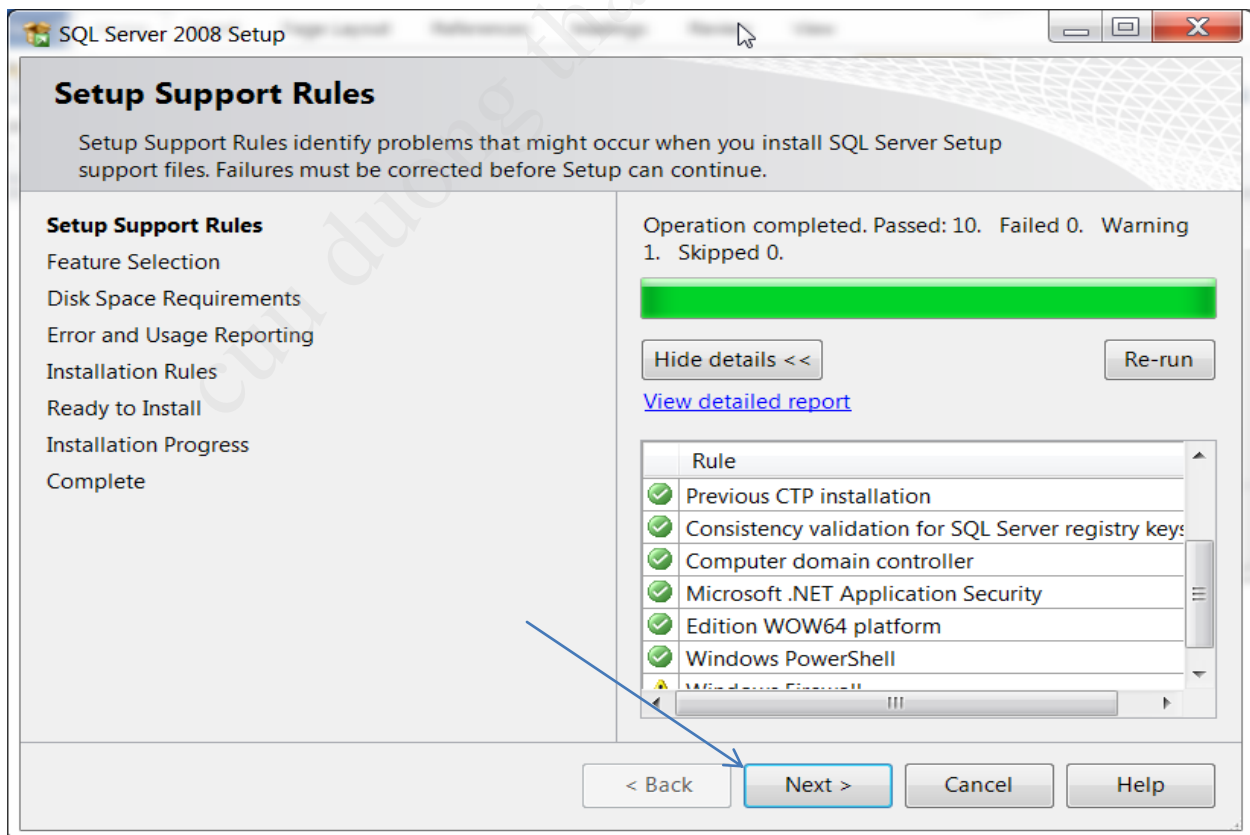 SQL Server 2008 Setup
Setup Support Rules
Setup Support Rules identify problems that might occur when you install SQL Server Setup
support files. Failures must be corrected before Setup can continue.
Setup Support Rules
Feature Selection
Disk Space Requirements
Error and Usage Reporting
Installation Rules
Ready to Install
Installation Progress
Complete
Operation completed. Passed: 10. Failed 0. Warning
1. Skipped 0.
Hide details <<
Re-run
View detailed report
Rule
Previous CTP installation
Consistency validation for SQL Server registry keys
Computer domain controller
Microsoft .NET Application Security
Edition WOW64 platform
Windows PowerShell
Windows Firewall
< Back
Next >
Cancel
Help
cuu duong tha